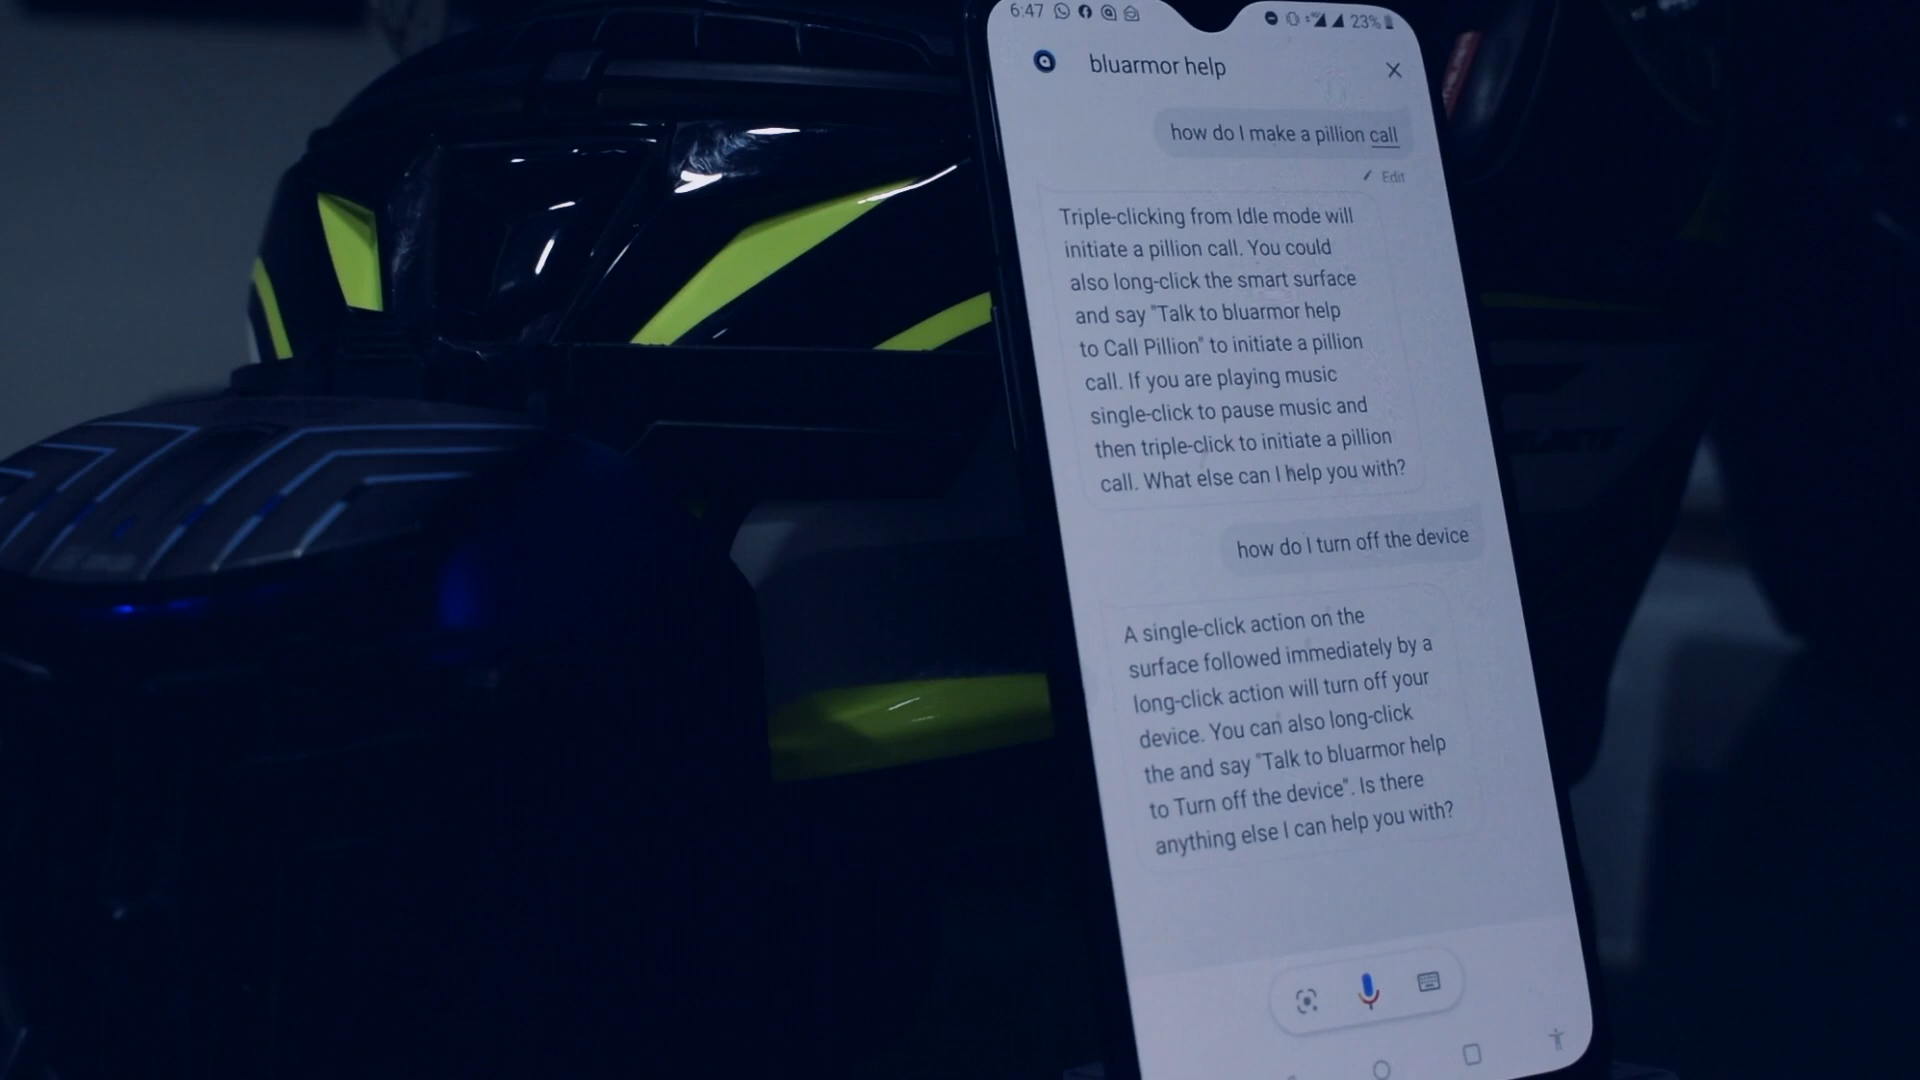 6:47
23%
bluarmor help
how do I make a pillion call
Edit
Triple-clicking from Idle mode will
initiate a pillion call. You could
also long-click the smart surface
and say "Talk to bluarmor help
to Call Pillion" to initiate a pillion
call. If you are playing music
single-click to pause music and
then triple-click to initiate a pillion
call. What else can I help you with?
how do I turn off the device
A single-click action on the
surface followed immediately by a
long-click action will turn off your
device. You can also long-click
the and say "Talk to bluarmor help
to Turn off the device". Is there
anything else I can help you with?